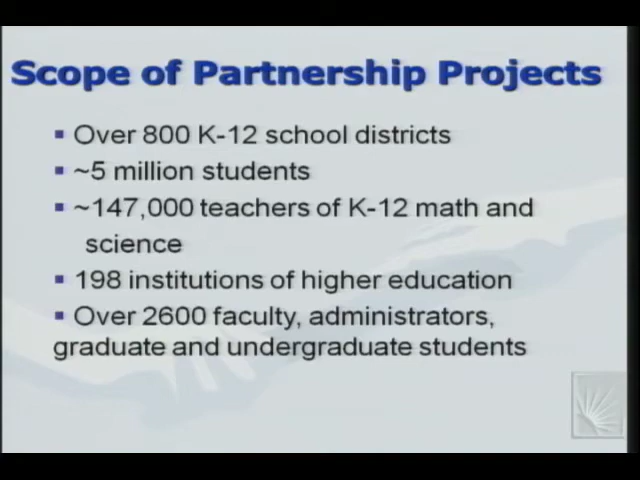 Scope of Partnership Projects
▪ Over 800 K-12 school districts
▪ ~5 million students
▪ ~147,000 teachers of K-12 math and
science
▪ 198 institutions of higher education
▪ Over 2600 faculty, administrators,
graduate and undergraduate students